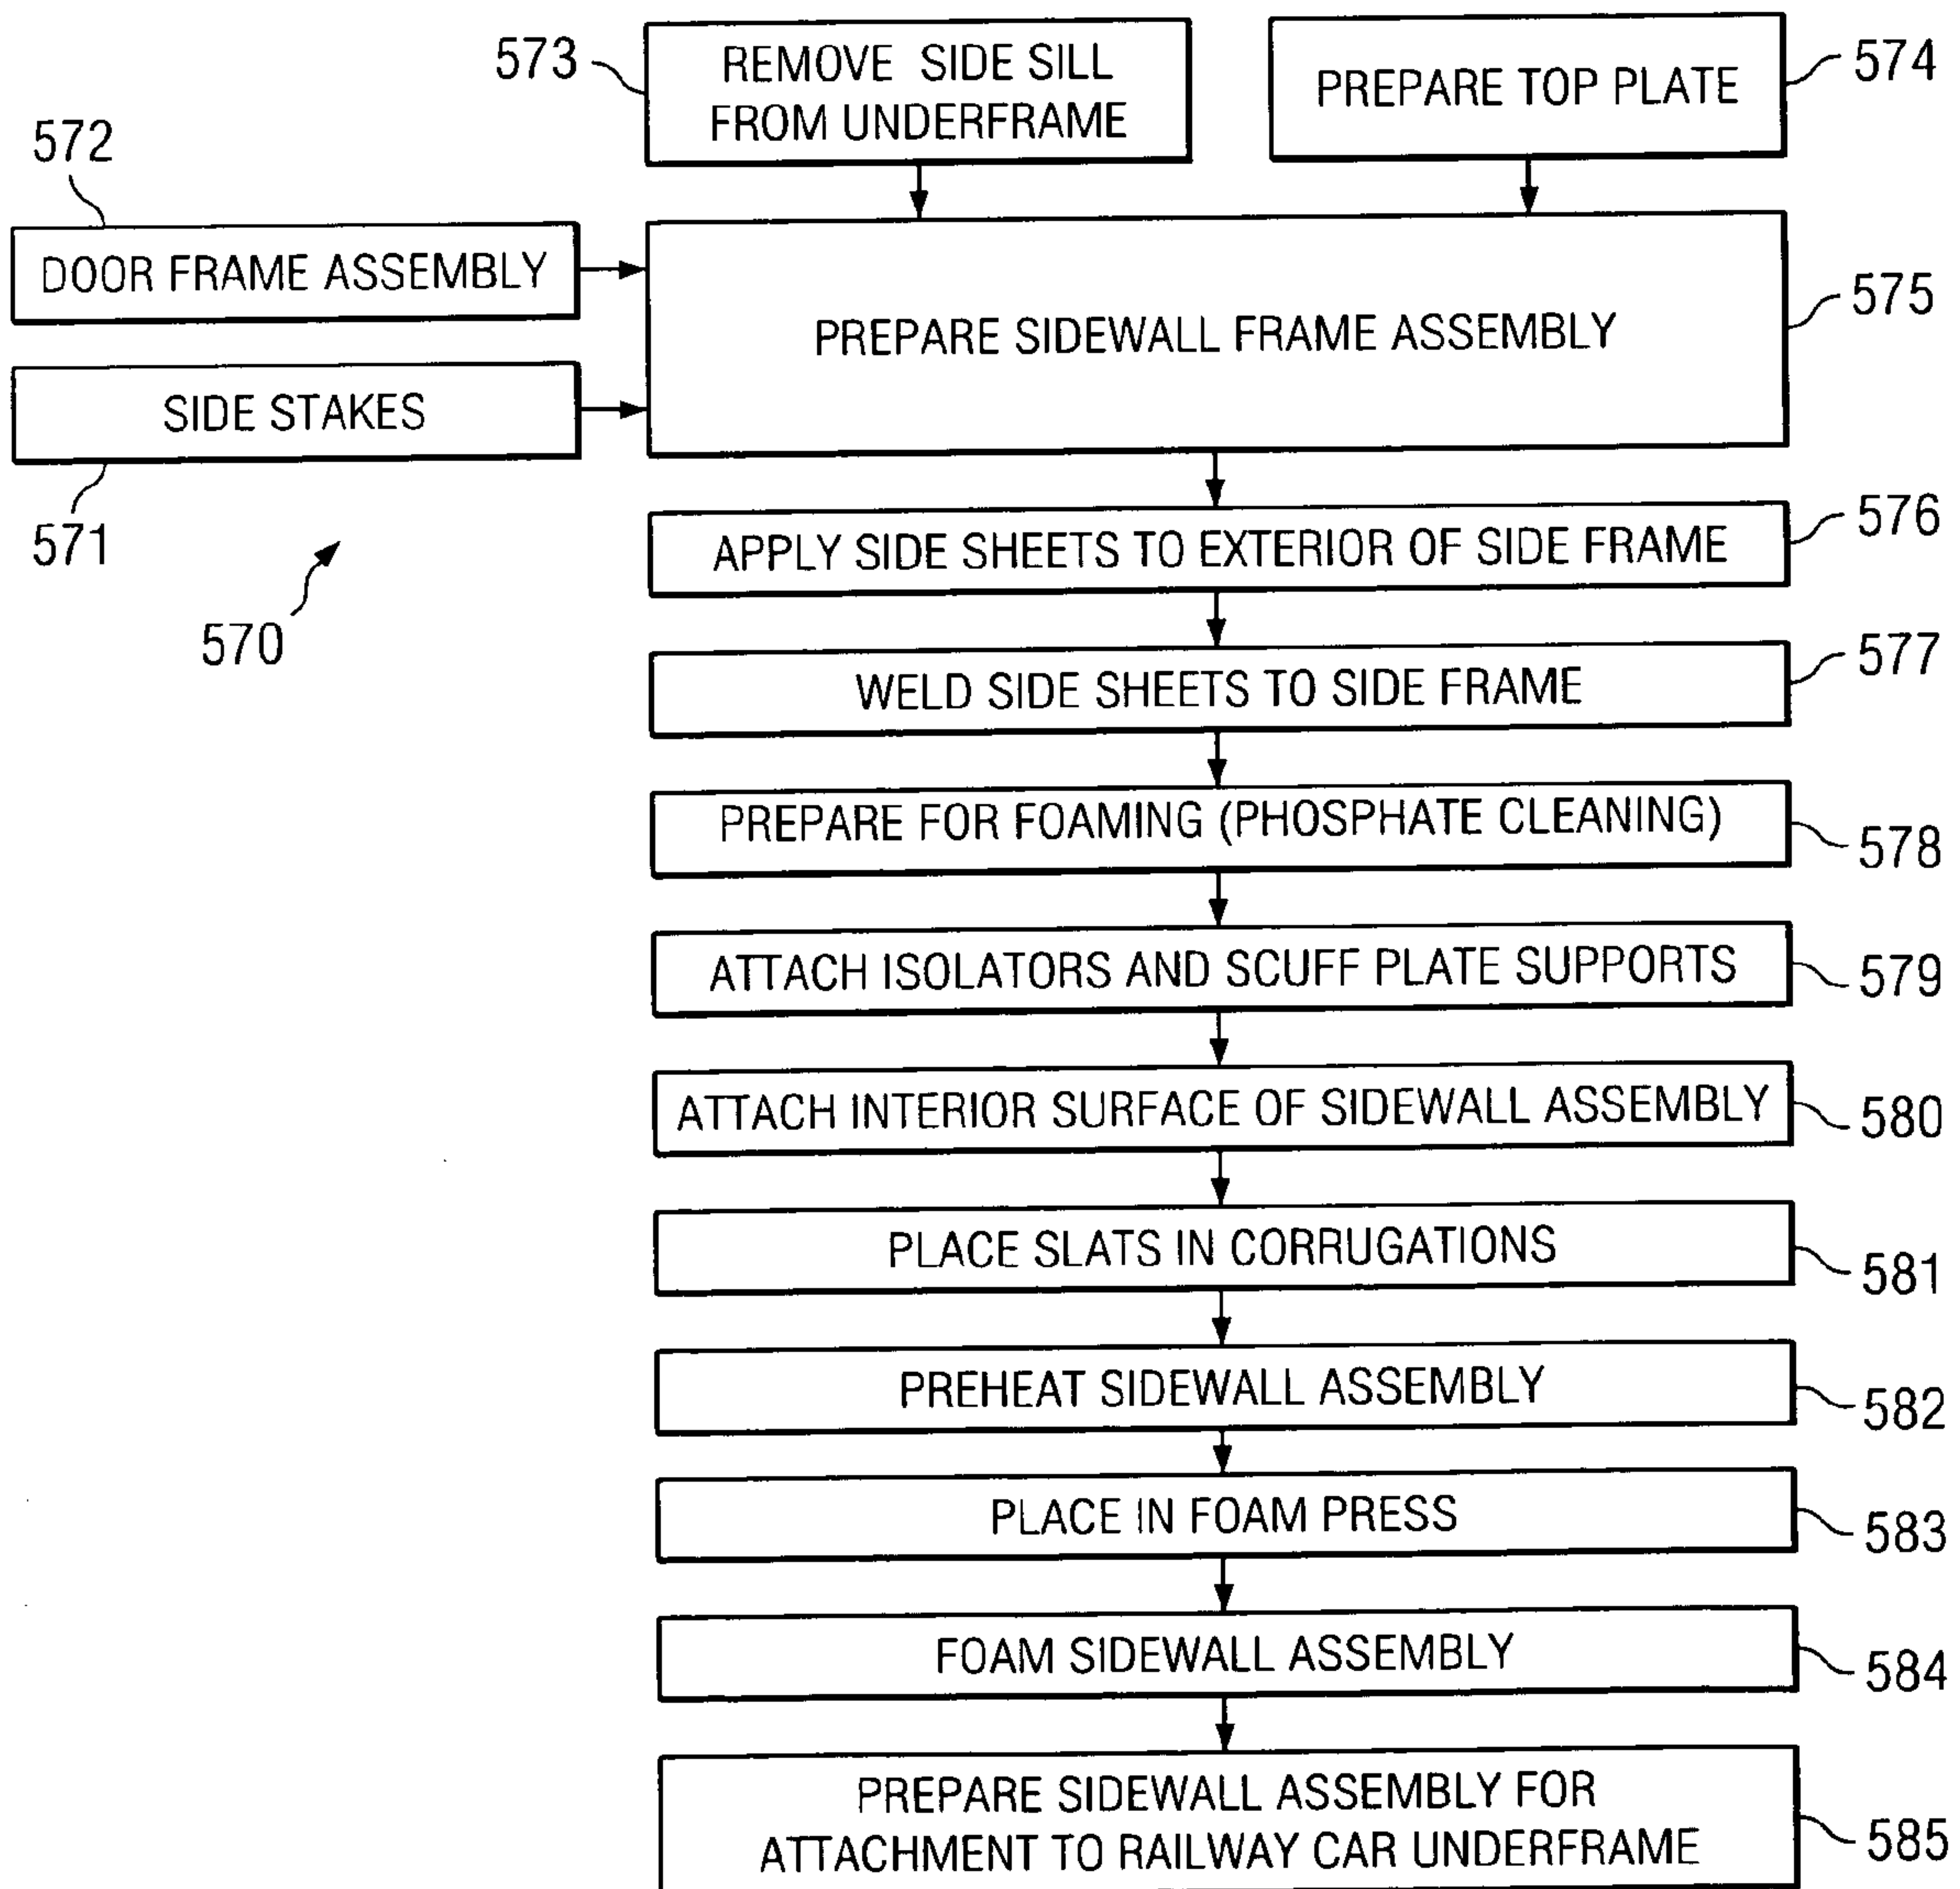 573
REMOVE SIDE SILL
FROM UNDERFRAME
PREPARE TOP PLATE
574
572
DOOR FRAME ASSEMBLY
SIDE STAKES
571
570
PREPARE SIDEWALL FRAME ASSEMBLY
575
APPLY SIDE SHEETS TO EXTERIOR OF SIDE FRAME
576
WELD SIDE SHEETS TO SIDE FRAME
577
PREPARE FOR FOAMING (PHOSPHATE CLEANING)
578
ATTACH ISOLATORS AND SCUFF PLATE SUPPORTS
579
ATTACH INTERIOR SURFACE OF SIDEWALL ASSEMBLY
580
PLACE SLATS IN CORRUGATIONS
581
PREHEAT SIDEWALL ASSEMBLY
582
PLACE IN FOAM PRESS
583
FOAM SIDEWALL ASSEMBLY
584
PREPARE SIDEWALL ASSEMBLY FOR
ATTACHMENT TO RAILWAY CAR UNDERFRAME
585